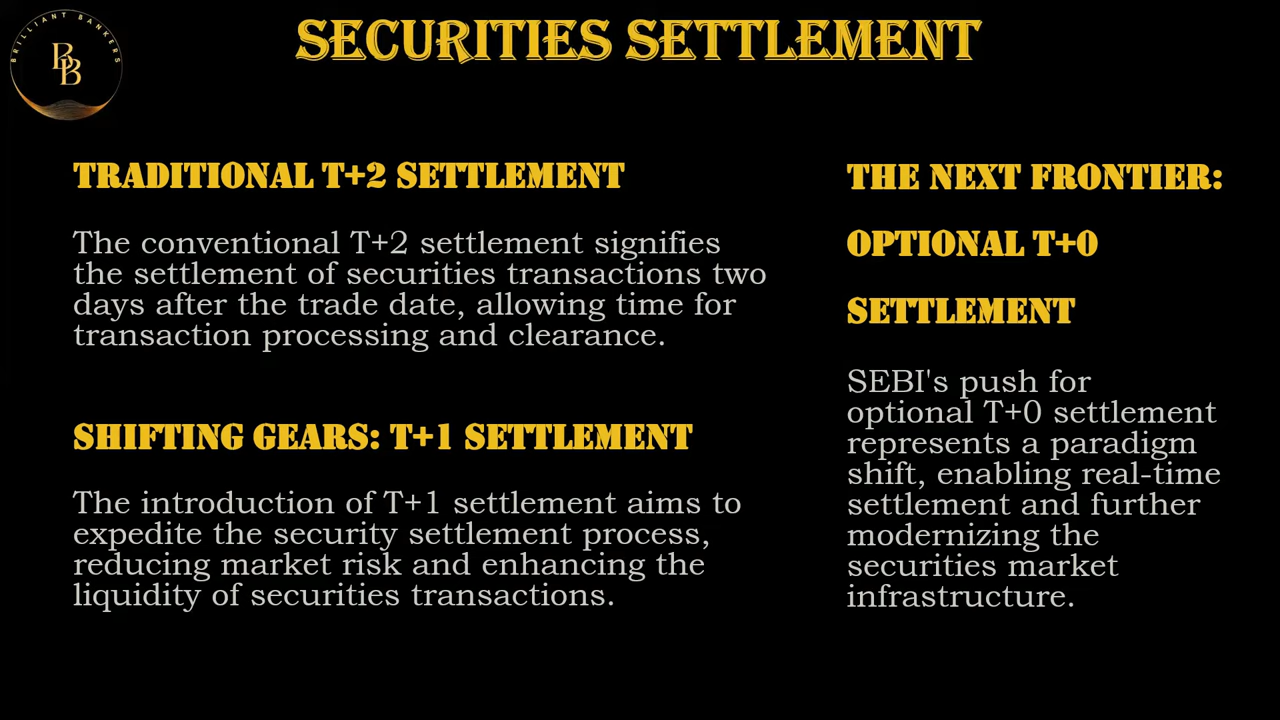 BRILLIANT BANKERS
BB
SECURITIES SETTLEMENT
TRADITIONAL T+2 SETTLEMENT
The conventional T+2 settlement signifies
the settlement of securities transactions two
days after the trade date, allowing time for
transaction processing and clearance.
SHIFTING GEARS: T+1 SETTLEMENT
The introduction of T+1 settlement aims to
expedite the security settlement process,
reducing market risk and enhancing the
liquidity of securities transactions.
THE NEXT FRONTIER:
OPTIONAL T+0
SETTLEMENT
SEBI's push for
optional T+0 settlement
represents a paradigm
shift, enabling real-time
settlement and further
modernizing the
securities market
infrastructure.